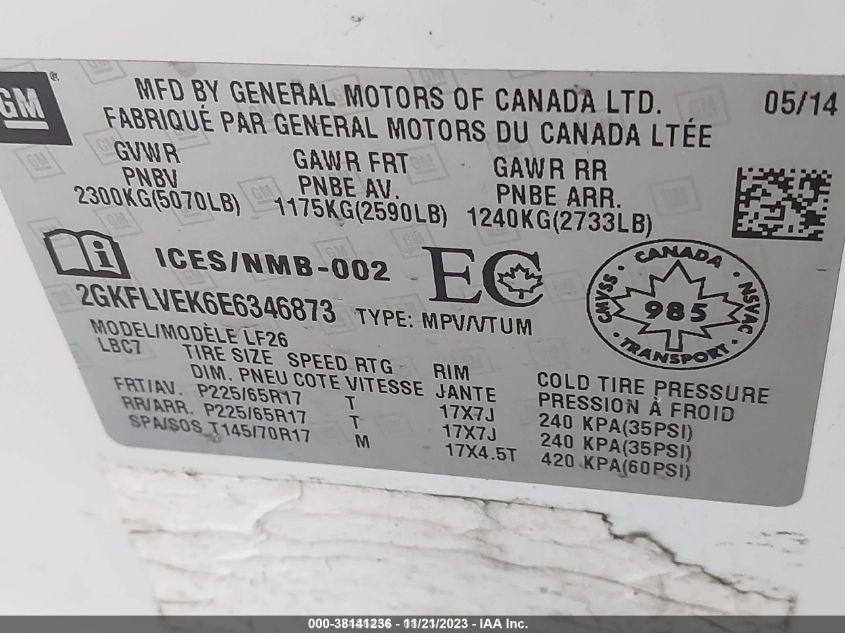 GM
MFD BY GENERAL MOTORS OF CANADA LTD. 05/14
FABRIQUÉ PAR GENERAL MOTORS DU CANADA LTÉE
GVWR GAWR FRT GAWR RR
PNBV PNBE AV. PNBE ARR.
2300KG(5070LB) 1175KG(2590LB) 1240KG(2733LB)
i ICES/NMB-002 EC
2GKFLVEK6E6346873 TYPE: MPV/VTUM
CANADA
CMVSS 985 NSVAC
TRANSPORT
MODEL/MODÈLE LF26
LBC7 TIRE SIZE SPEED RTG RIM COLD TIRE PRESSURE
DIM. PNEU COTE VITESSE JANTE PRESSION À FROID
FRT/AV. P225/65R17 T 17X7J 240 KPA(35PSI)
RR/ARR. P225/65R17 T 17X7J 240 KPA(35PSI)
SPA/SOS T145/70R17 M 17X4.5T 420 KPA(60PSI)
000-38141236 - 11/21/2023 - IAA Inc.